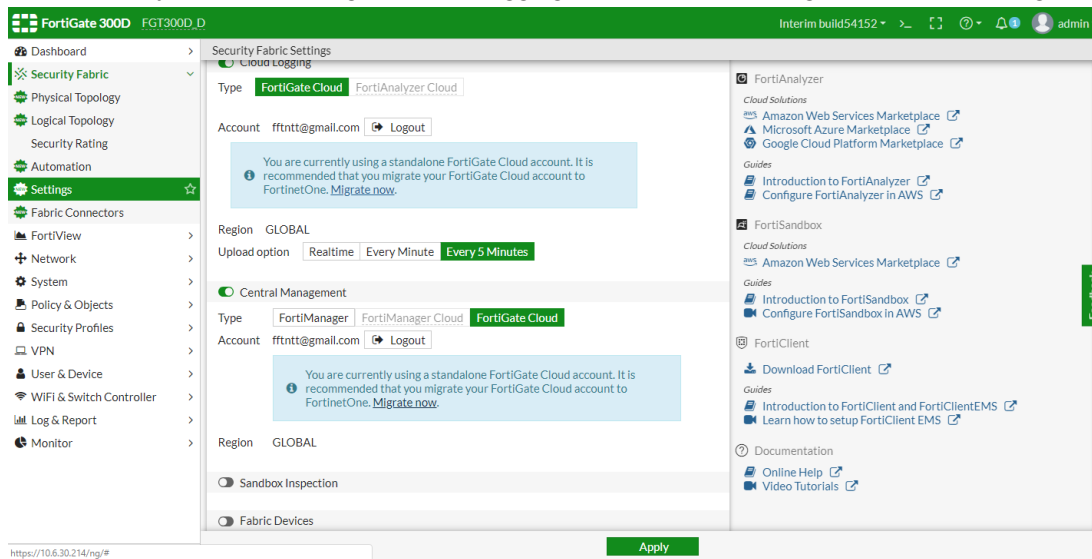 FortiGate 300D FGT300D_D
Interim build54152 >_ 1 admin
Dashboard
Security Fabric
NEW Physical Topology
NEW Logical Topology
Security Rating
NEW Automation
NEW Settings
NEW Fabric Connectors
FortiView
Network
System
Policy & Objects
Security Profiles
VPN
User & Device
WiFi & Switch Controller
Log & Report
Monitor
https://10.6.30.214/ng/#
Security Fabric Settings
Cloud Logging
Type FortiGate Cloud FortiAnalyzer Cloud
Account fftntt@gmail.com Logout
You are currently using a standalone FortiGate Cloud account. It is
recommended that you migrate your FortiGate Cloud account to
FortinetOne. Migrate now.
Region GLOBAL
Upload option Realtime Every Minute Every 5 Minutes
Central Management
Type FortiManager FortiManager Cloud FortiGate Cloud
Account fftntt@gmail.com Logout
You are currently using a standalone FortiGate Cloud account. It is
recommended that you migrate your FortiGate Cloud account to
FortinetOne. Migrate now.
Region GLOBAL
Sandbox Inspection
Fabric Devices
Apply
FortiAnalyzer
Cloud Solutions
aws Amazon Web Services Marketplace
Microsoft Azure Marketplace
Google Cloud Platform Marketplace
Guides
Introduction to FortiAnalyzer
Configure FortiAnalyzer in AWS
FortiSandbox
Cloud Solutions
aws Amazon Web Services Marketplace
Guides
Introduction to FortiSandbox
Configure FortiSandbox in AWS
FortiClient
Download FortiClient
Guides
Introduction to FortiClient and FortiClientEMS
Learn how to setup FortiClient EMS
Documentation
Online Help
Video Tutorials